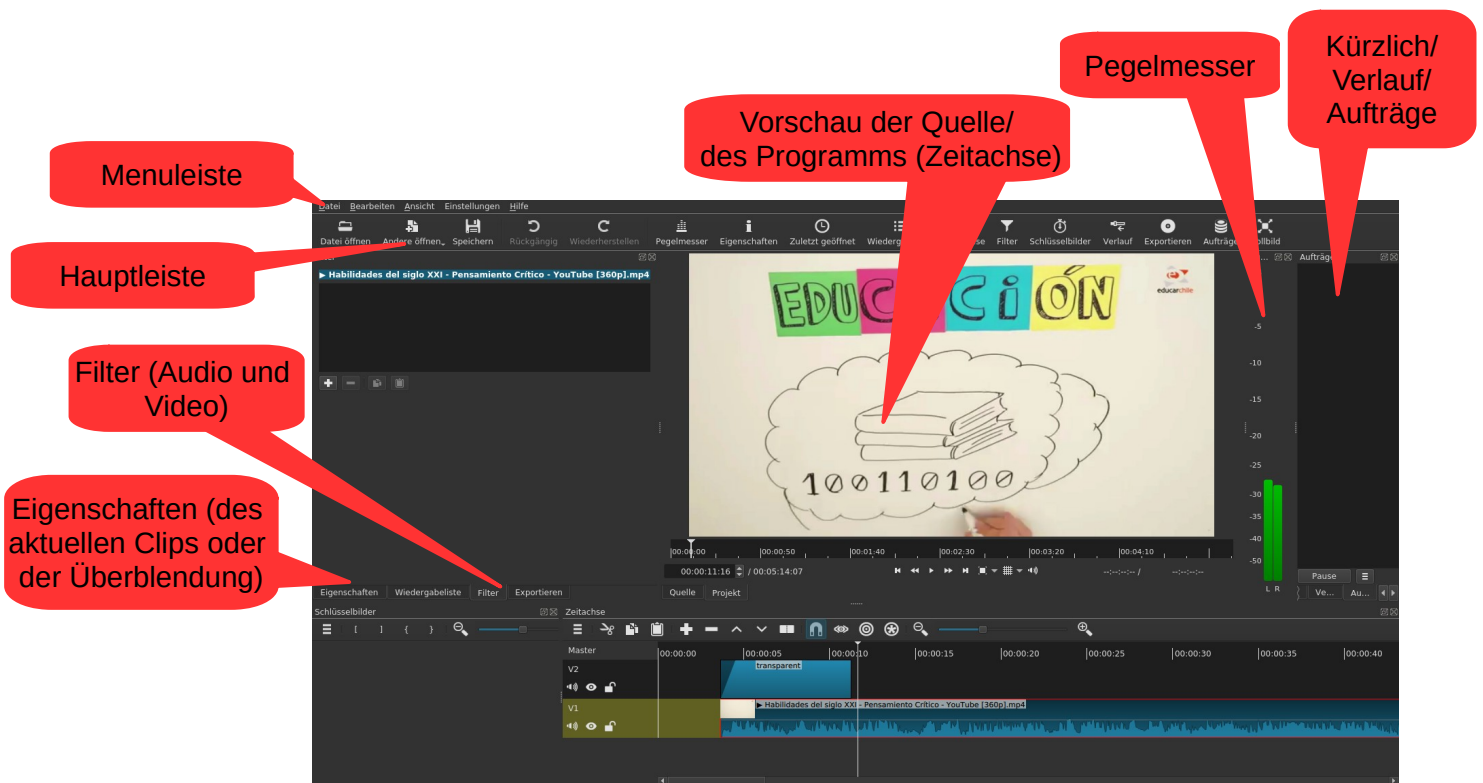 Kürzlich/
Verlauf/
Aufträge
Pegelmesser
Vorschau der Quelle/
des Programms (Zeitachse)
Menuleiste
Datei Bearbeiten Ansicht Einstellungen Hilfe
Datei öffnen Andere öffnen Speichern Rückgängig Wiederherstellen Pegelmesser Eigenschaften Zuletzt geöffnet Filter Schlüsselbilder Verlauf Exportieren Aufträge
Hauptleiste
▶ Habilidades del siglo XXI - Pensamiento Crítico - YouTube [360p].mp4
educarchile
-5
-10
-15
-20
-25
-30
-35
-40
-50
L R
100110100
Filter (Audio und
Video)
Eigenschaften (des
aktuellen Clips oder
der Überblendung)
00:00:50 00:01:40 00:02:30 00:03:20 00:04:10
00:00:11:16 / 00:05:14:07 --:--:--:-- / --:--:--:--
Pause
Eigenschaften Wiedergabeliste Filter Exportieren Quelle Projekt Ve... Au...
Schlüsselbilder Zeitachse
[ ] { }
Master 00:00:00 00:00:05 00:00:10 00:00:15 00:00:20 00:00:25 00:00:30 00:00:35 00:00:40
V2 transparent
V1 ▶ Habilidades del siglo XXI - Pensamiento Crítico - YouTube [360p].mp4